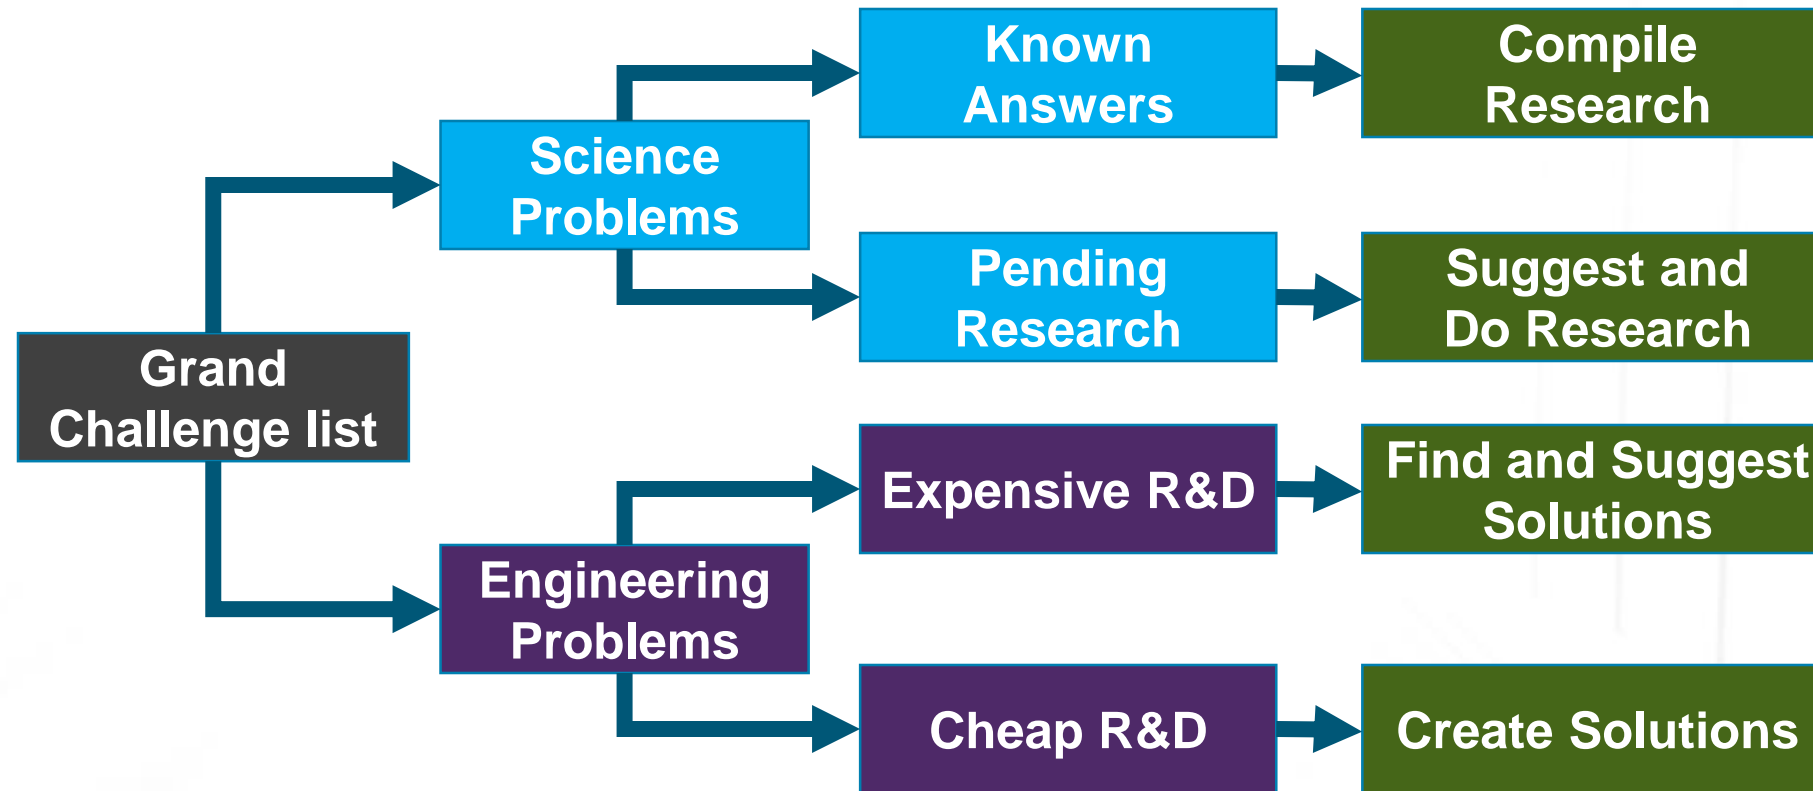 Known
Answers
Compile
Research
Science
Problems
Pending
Research
Suggest and
Do Research
Grand
Challenge list
Expensive R&D
Find and Suggest
Solutions
Engineering
Problems
Cheap R&D
Create Solutions